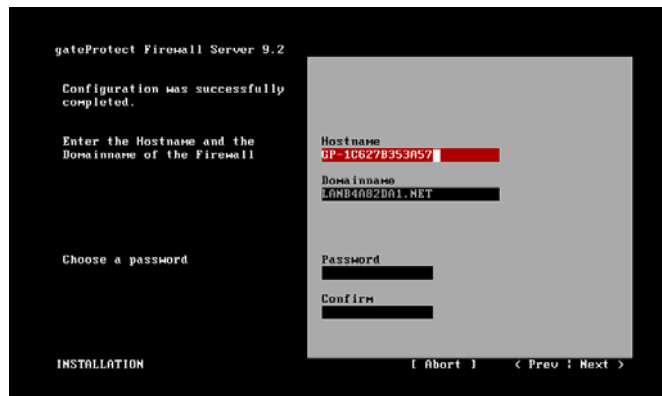 gateProtect Firewall Server 9.2
Configuration was successfully
completed.
Enter the Hostname and the
Domainname of the Firewall
Hostname
GP-1C627B353A57
Domainname
LANB4A82DA1.NET
Choose a password
Password
Confirm
INSTALLATION
[ Abort ]
< Prev ¦ Next >